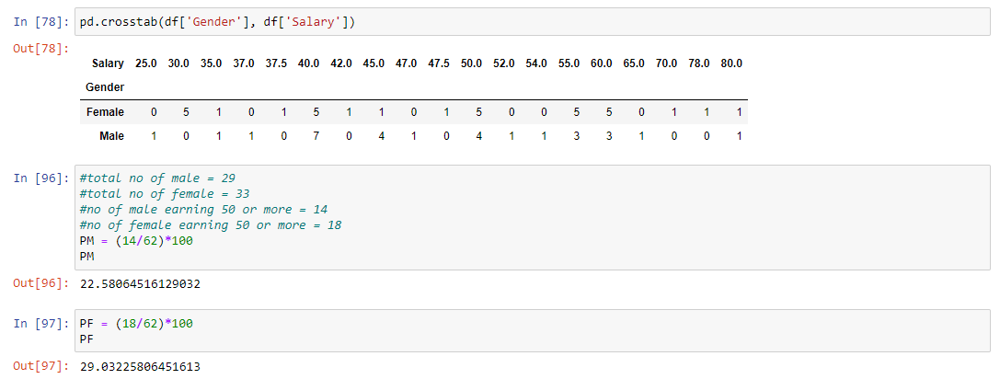 In [78]: pd.crosstab(df['Gender'], df['Salary'])
Out[78]:
Salary 25.0 30.0 35.0 37.0 37.5 40.0 42.0 45.0 47.0 47.5 50.0 52.0 54.0 55.0 60.0 65.0 70.0 78.0 80.0
Gender
Female 0 5 1 0 1 5 1 1 0 1 5 0 0 5 5 0 1 1 1
Male 1 0 1 1 0 7 0 4 1 0 4 1 1 3 3 1 0 0 1
In [96]: #total no of male = 29
#total no of female = 33
#no of male earning 50 or more = 14
#no of female earning 50 or more = 18
PM = (14/62)*100
PM
Out[96]: 22.58064516129032
In [97]: PF = (18/62)*100
PF
Out[97]: 29.03225806451613